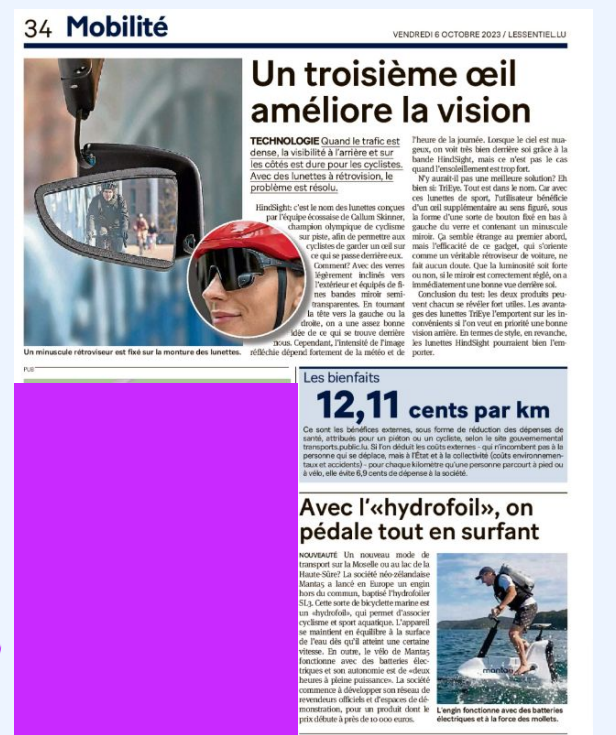 34 Mobilité
VENDREDI 6 OCTOBRE 2023 / LESSENTIEL.LU
Un troisième œil
améliore la vision
TECHNOLOGIE Quand le trafic est
dense, la visibilité à l'arrière et sur
les côtés est dure pour les cyclistes.
Avec des lunettes à rétrovision, le
problème est résolu.
HindSight: c'est le nom des lunettes conçues
par l'équipe écossaise de Callum Skinner,
champion olympique de cyclisme
sur piste, afin de permettre aux
cyclistes de garder un œil sur
ce qui se passe derrière eux.
Comment? Avec des verres
légèrement inclinés vers
l'extérieur et équipés de fi-
nes bandes miroir semi-
transparentes. En tournant
la tête vers la gauche ou la
droite, on a une assez bonne
idée de ce qui se trouve derrière
nous. Cependant, l'intensité de l'image
réfléchie dépend fortement de la météo et de
l'heure de la journée. Lorsque le ciel est nua-
geux, on voit très bien derrière soi grâce à la
bande HindSight, mais ce n'est pas le cas
quand l'ensoleillement est trop fort.
N'y aurait-il pas une meilleure solution? Eh
bien si: TriEye. Tout est dans le nom. Car avec
ces lunettes de sport, l'utilisateur bénéficie
d'un œil supplémentaire au sens figuré, sous
la forme d'une sorte de bouton fixé en bas à
gauche du verre et contenant un minuscule
miroir. Ça semble étrange au premier abord,
mais l'efficacité de ce gadget, qui s'oriente
comme un véritable rétroviseur de voiture, ne
fait aucun doute. Que la luminosité soit forte
ou non, si le miroir est correctement réglé, on a
immédiatement une bonne vue derrière soi.
Conclusion du test: les deux produits peu-
vent chacun se révéler fort utiles. Les avanta-
ges des lunettes TriEye l'emportent sur les in-
convénients si l'on veut en priorité une bonne
vision arrière. En termes de style, en revanche,
les lunettes HindSight pourraient bien l'em-
porter.
Un minuscule rétroviseur est fixé sur la monture des lunettes.
PUB
Les bienfaits
12,11 cents par km
Ce sont les bénéfices externes, sous forme de réduction des dépenses de
santé, attribués pour un piéton ou un cycliste, selon le site gouvernemental
transports.public.lu. Si l'on déduit les coûts externes - qui n'incombent pas à la
personne qui se déplace, mais à l'État et à la collectivité (coûts environnemen-
taux et accidents) - pour chaque kilomètre qu'une personne parcourt à pied ou
à vélo, elle évite 6,9 cents de dépense à la société.
Avec l'«hydrofoil», on
pédale tout en surfant
NOUVEAUTÉ Un nouveau mode de
transport sur la Moselle ou au lac de la
Haute-Sûre? La société néo-zélandaise
Manta5 a lancé en Europe un engin
hors du commun, baptisé l'hydrofoiler
SL3. Cette sorte de bicyclette marine est
un «hydrofoil», qui permet d'associer
cyclisme et sport aquatique. L'appareil
se maintient en équilibre à la surface
de l'eau dès qu'il atteint une certaine
vitesse. En outre, le vélo de Manta5
fonctionne avec des batteries élec-
triques et son autonomie est de «deux
heures à pleine puissance». La société
commence à développer son réseau de
revendeurs officiels et d'espaces de dé-
monstration, pour un produit dont le
prix débute à près de 10 000 euros.
manta5
L'engin fonctionne avec des batteries
électriques et à la force des mollets.